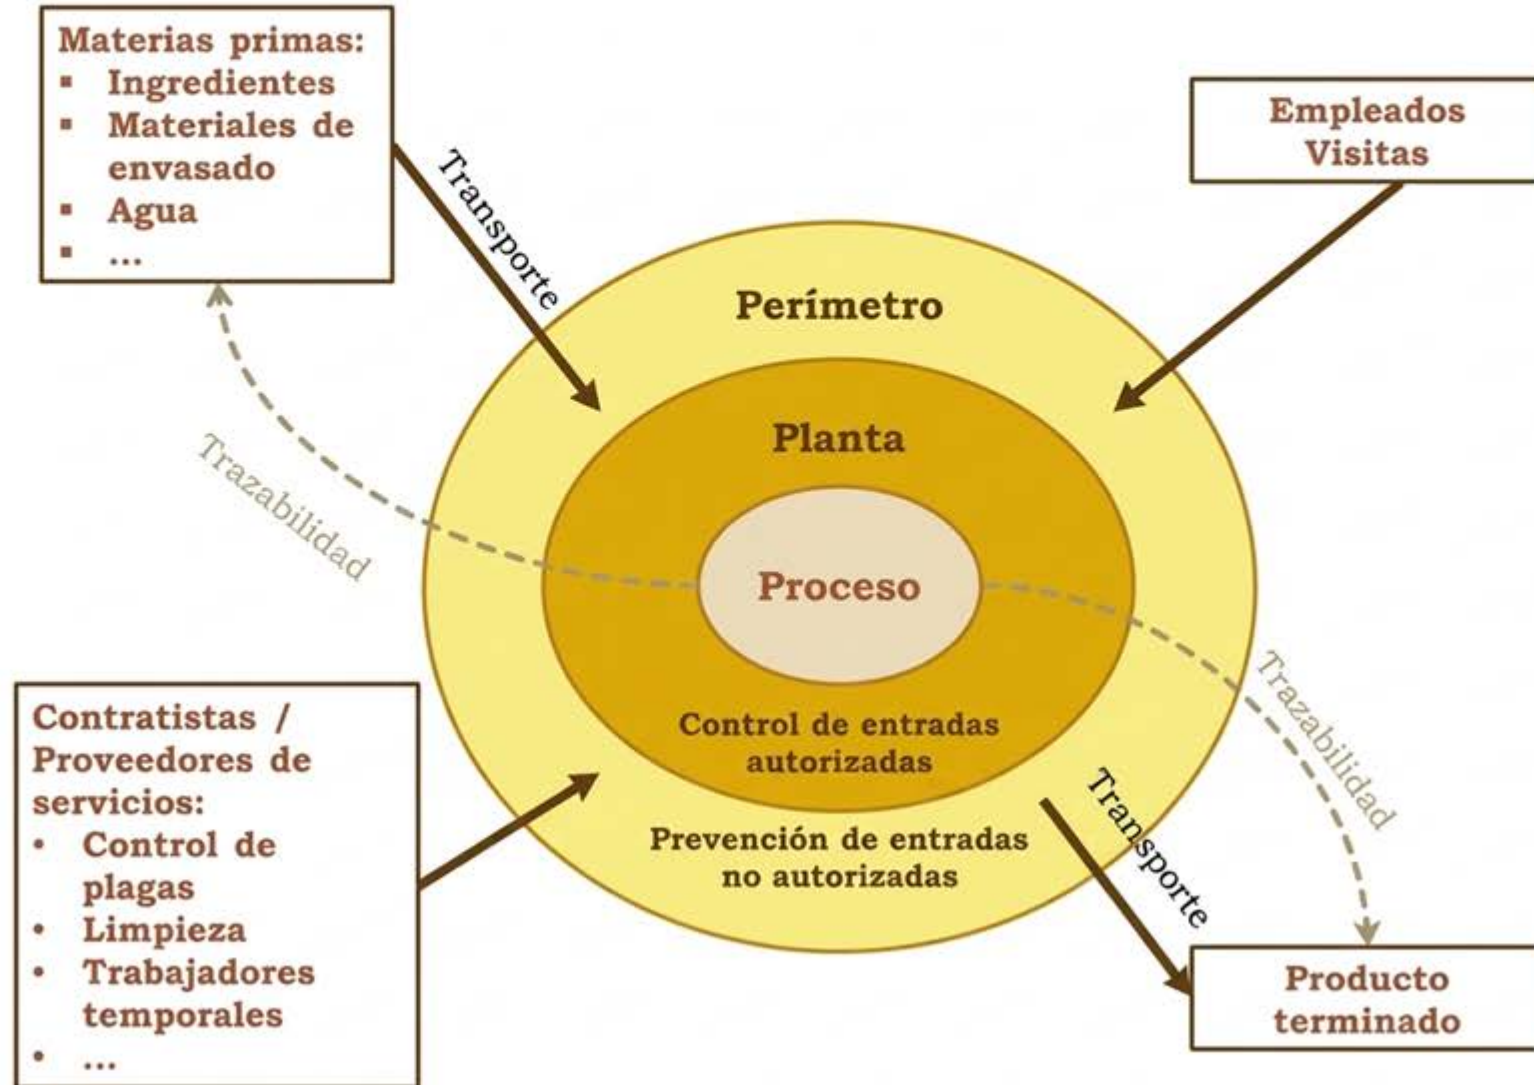 Materias primas:
▪ Ingredientes
▪ Materiales de
envasado
▪ Agua
▪ ...
Transporte
Empleados
Visitas
Perímetro
Planta
Proceso
Trazabilidad
Control de entradas
autorizadas
Prevención de entradas
no autorizadas
Contratistas /
Proveedores de
servicios:
• Control de
plagas
• Limpieza
• Trabajadores
temporales
• ...
Trazabilidad
Transporte
Producto
terminado